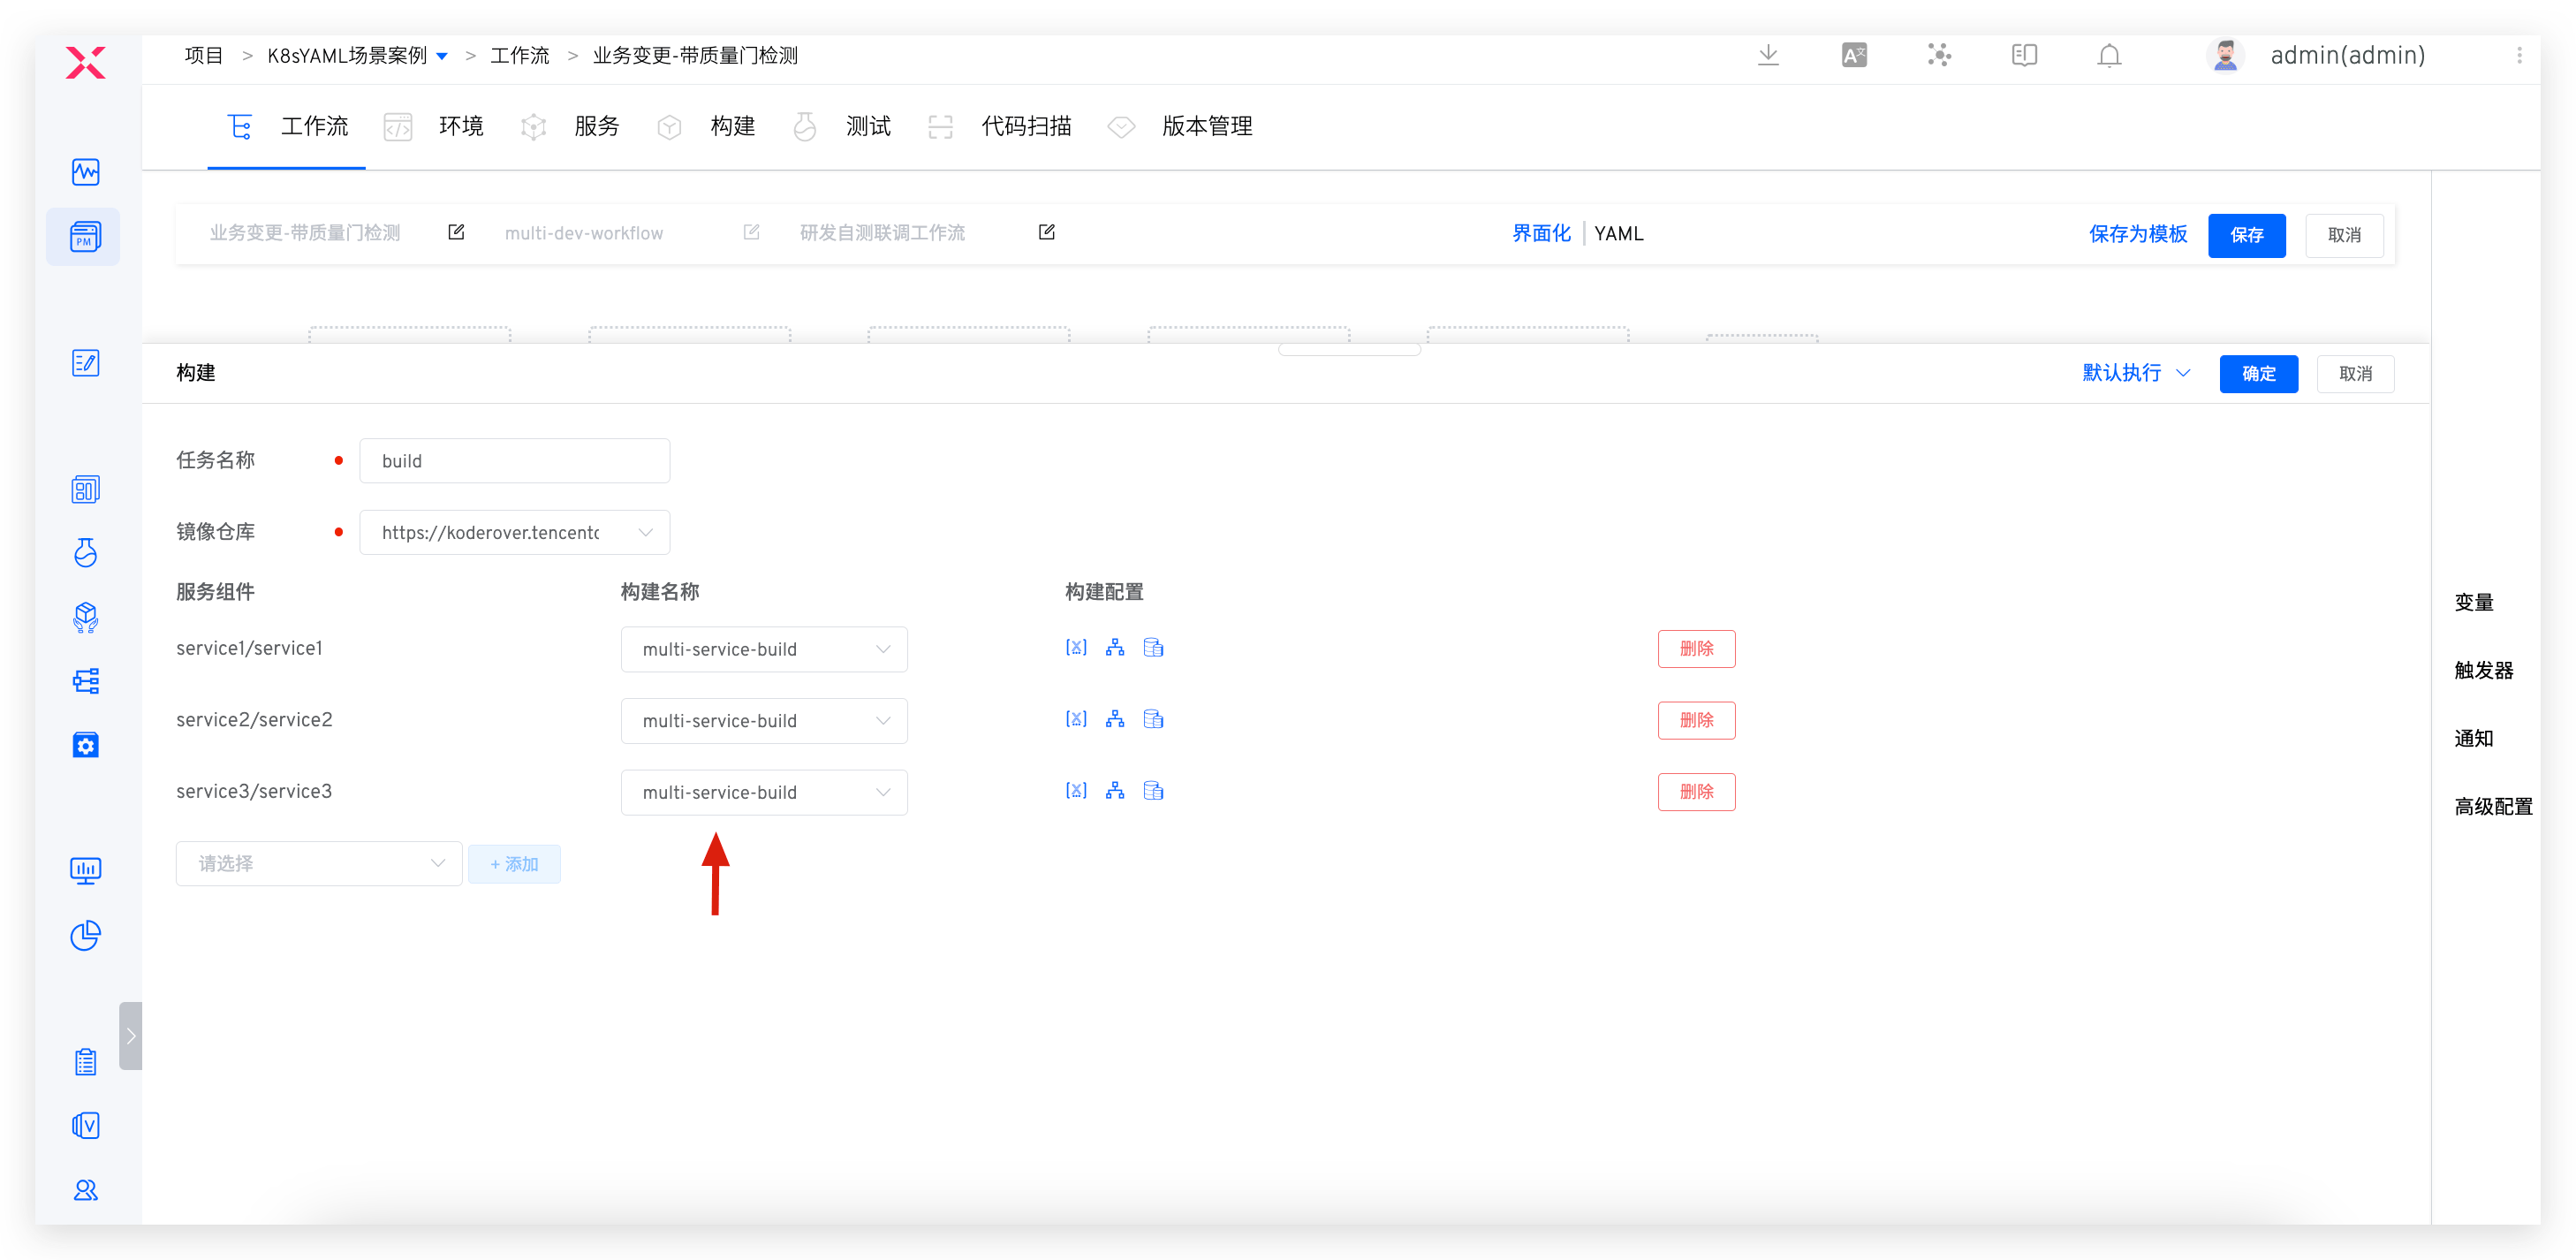 项目 > K8sYAML场景案例 > 工作流 > 业务变更-带质量门检测
admin(admin)
工作流 环境 服务 构建 测试 代码扫描 版本管理
PM
业务变更-带质量门检测 multi-dev-workflow 研发自测联调工作流 界面化 | YAML 保存为模板 保存 取消
构建 默认执行 确定 取消
任务名称 build
镜像仓库 https://koderover.tencentc
服务组件 构建名称 构建配置
service1/service1 multi-service-build 删除
service2/service2 multi-service-build 删除
service3/service3 multi-service-build 删除
请选择 + 添加
变量
触发器
通知
高级配置